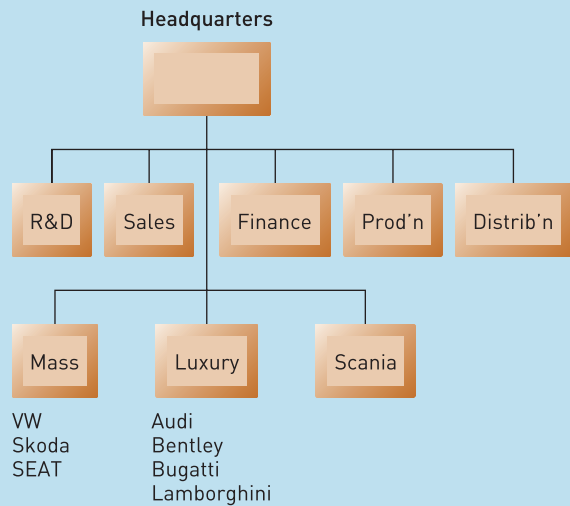 Headquarters
R&D
Sales
Finance
Prod'n
Distrib'n
Mass
Luxury
Scania
VW
Skoda
SEAT
Audi
Bentley
Bugatti
Lamborghini